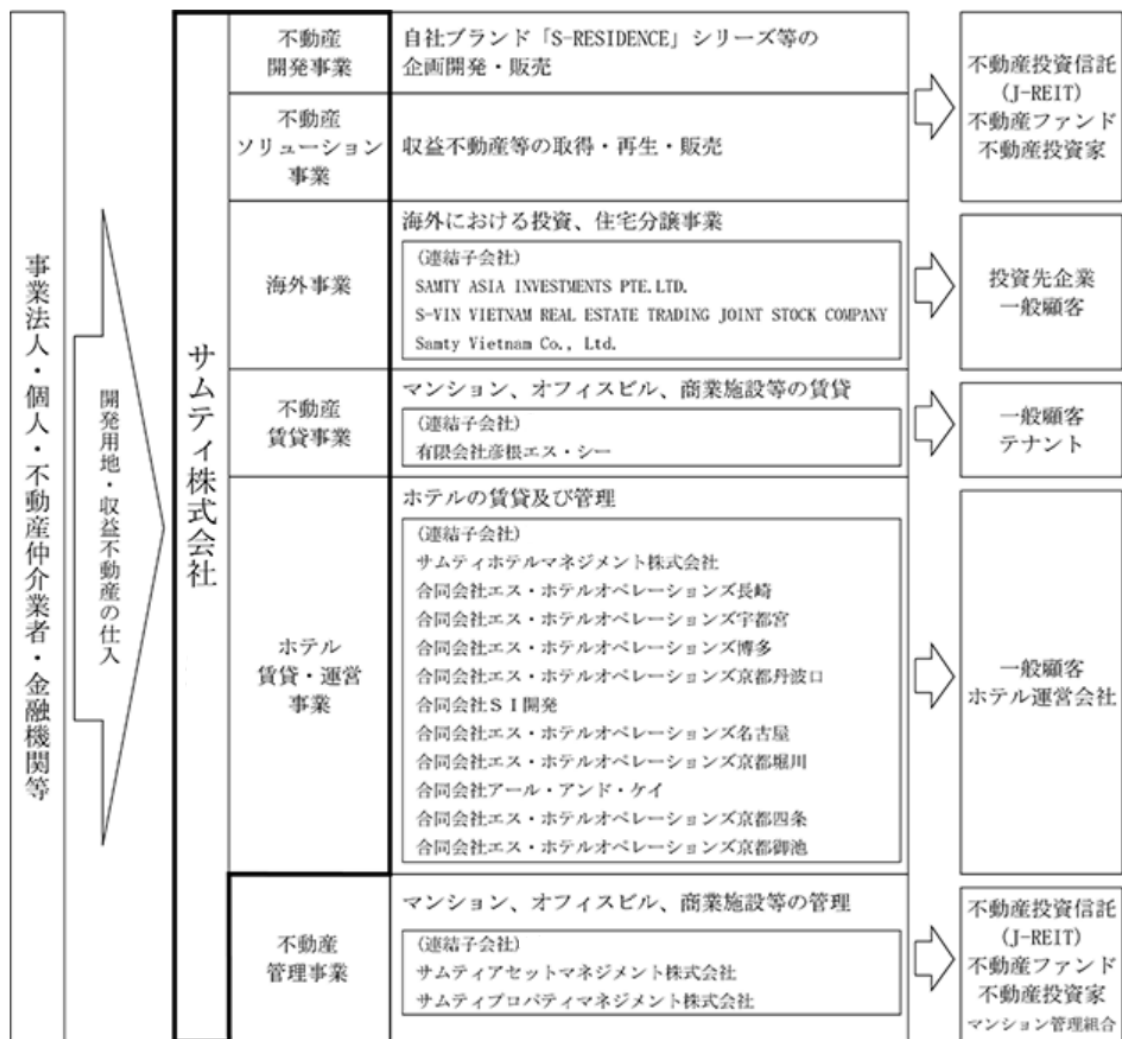 事業法人・個人・不動産仲介業者・金融機関等
開発用地・収益不動産の仕入
サムティ株式会社
不動産
開発事業
自社ブランド「S-RESIDENCE」シリーズ等の
企画開発・販売
不動産
ソリューション
事業
収益不動産等の取得・再生・販売
不動産投資信託
(J-REIT)
不動産ファンド
不動産投資家
海外事業
海外における投資、住宅分譲事業
(連結子会社)
SAMTY ASIA INVESTMENTS PTE.LTD.
S-VIN VIETNAM REAL ESTATE TRADING JOINT STOCK COMPANY
Samty Vietnam Co., Ltd.
投資先企業
一般顧客
不動産
賃貸事業
マンション、オフィスビル、商業施設等の賃貸
(連結子会社)
有限会社彦根エス・シー
一般顧客
テナント
ホテル
賃貸・運営
事業
ホテルの賃貸及び管理
(連結子会社)
サムティホテルマネジメント株式会社
合同会社エス・ホテルオペレーションズ長崎
合同会社エス・ホテルオペレーションズ宇都宮
合同会社エス・ホテルオペレーションズ博多
合同会社エス・ホテルオペレーションズ京都丹波口
合同会社ＳＩ開発
合同会社エス・ホテルオペレーションズ名古屋
合同会社エス・ホテルオペレーションズ京都堀川
合同会社アール・アンド・ケイ
合同会社エス・ホテルオペレーションズ京都四条
合同会社エス・ホテルオペレーションズ京都御池
一般顧客
ホテル運営会社
不動産
管理事業
マンション、オフィスビル、商業施設等の管理
(連結子会社)
サムティアセットマネジメント株式会社
サムティプロパティマネジメント株式会社
不動産投資信託
(J-REIT)
不動産ファンド
不動産投資家
マンション管理組合